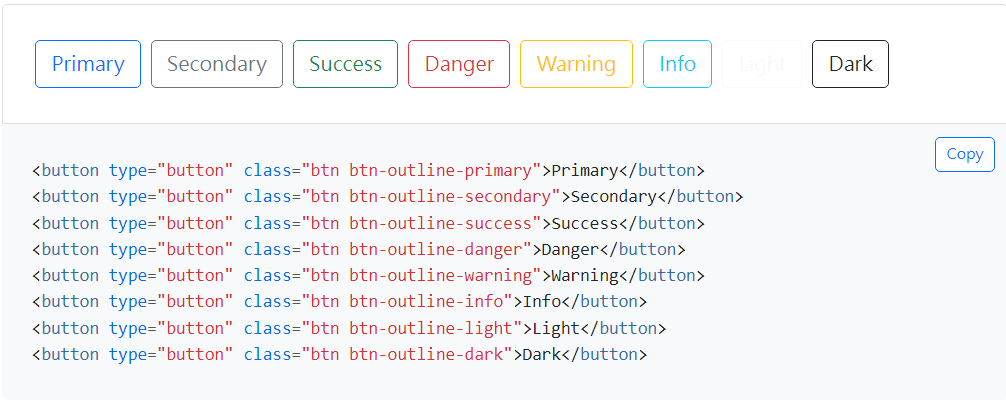 Primary Secondary Success Danger Warning Info Light Dark
Copy
<button type="button" class="btn btn-outline-primary">Primary</button>
<button type="button" class="btn btn-outline-secondary">Secondary</button>
<button type="button" class="btn btn-outline-success">Success</button>
<button type="button" class="btn btn-outline-danger">Danger</button>
<button type="button" class="btn btn-outline-warning">Warning</button>
<button type="button" class="btn btn-outline-info">Info</button>
<button type="button" class="btn btn-outline-light">Light</button>
<button type="button" class="btn btn-outline-dark">Dark</button>